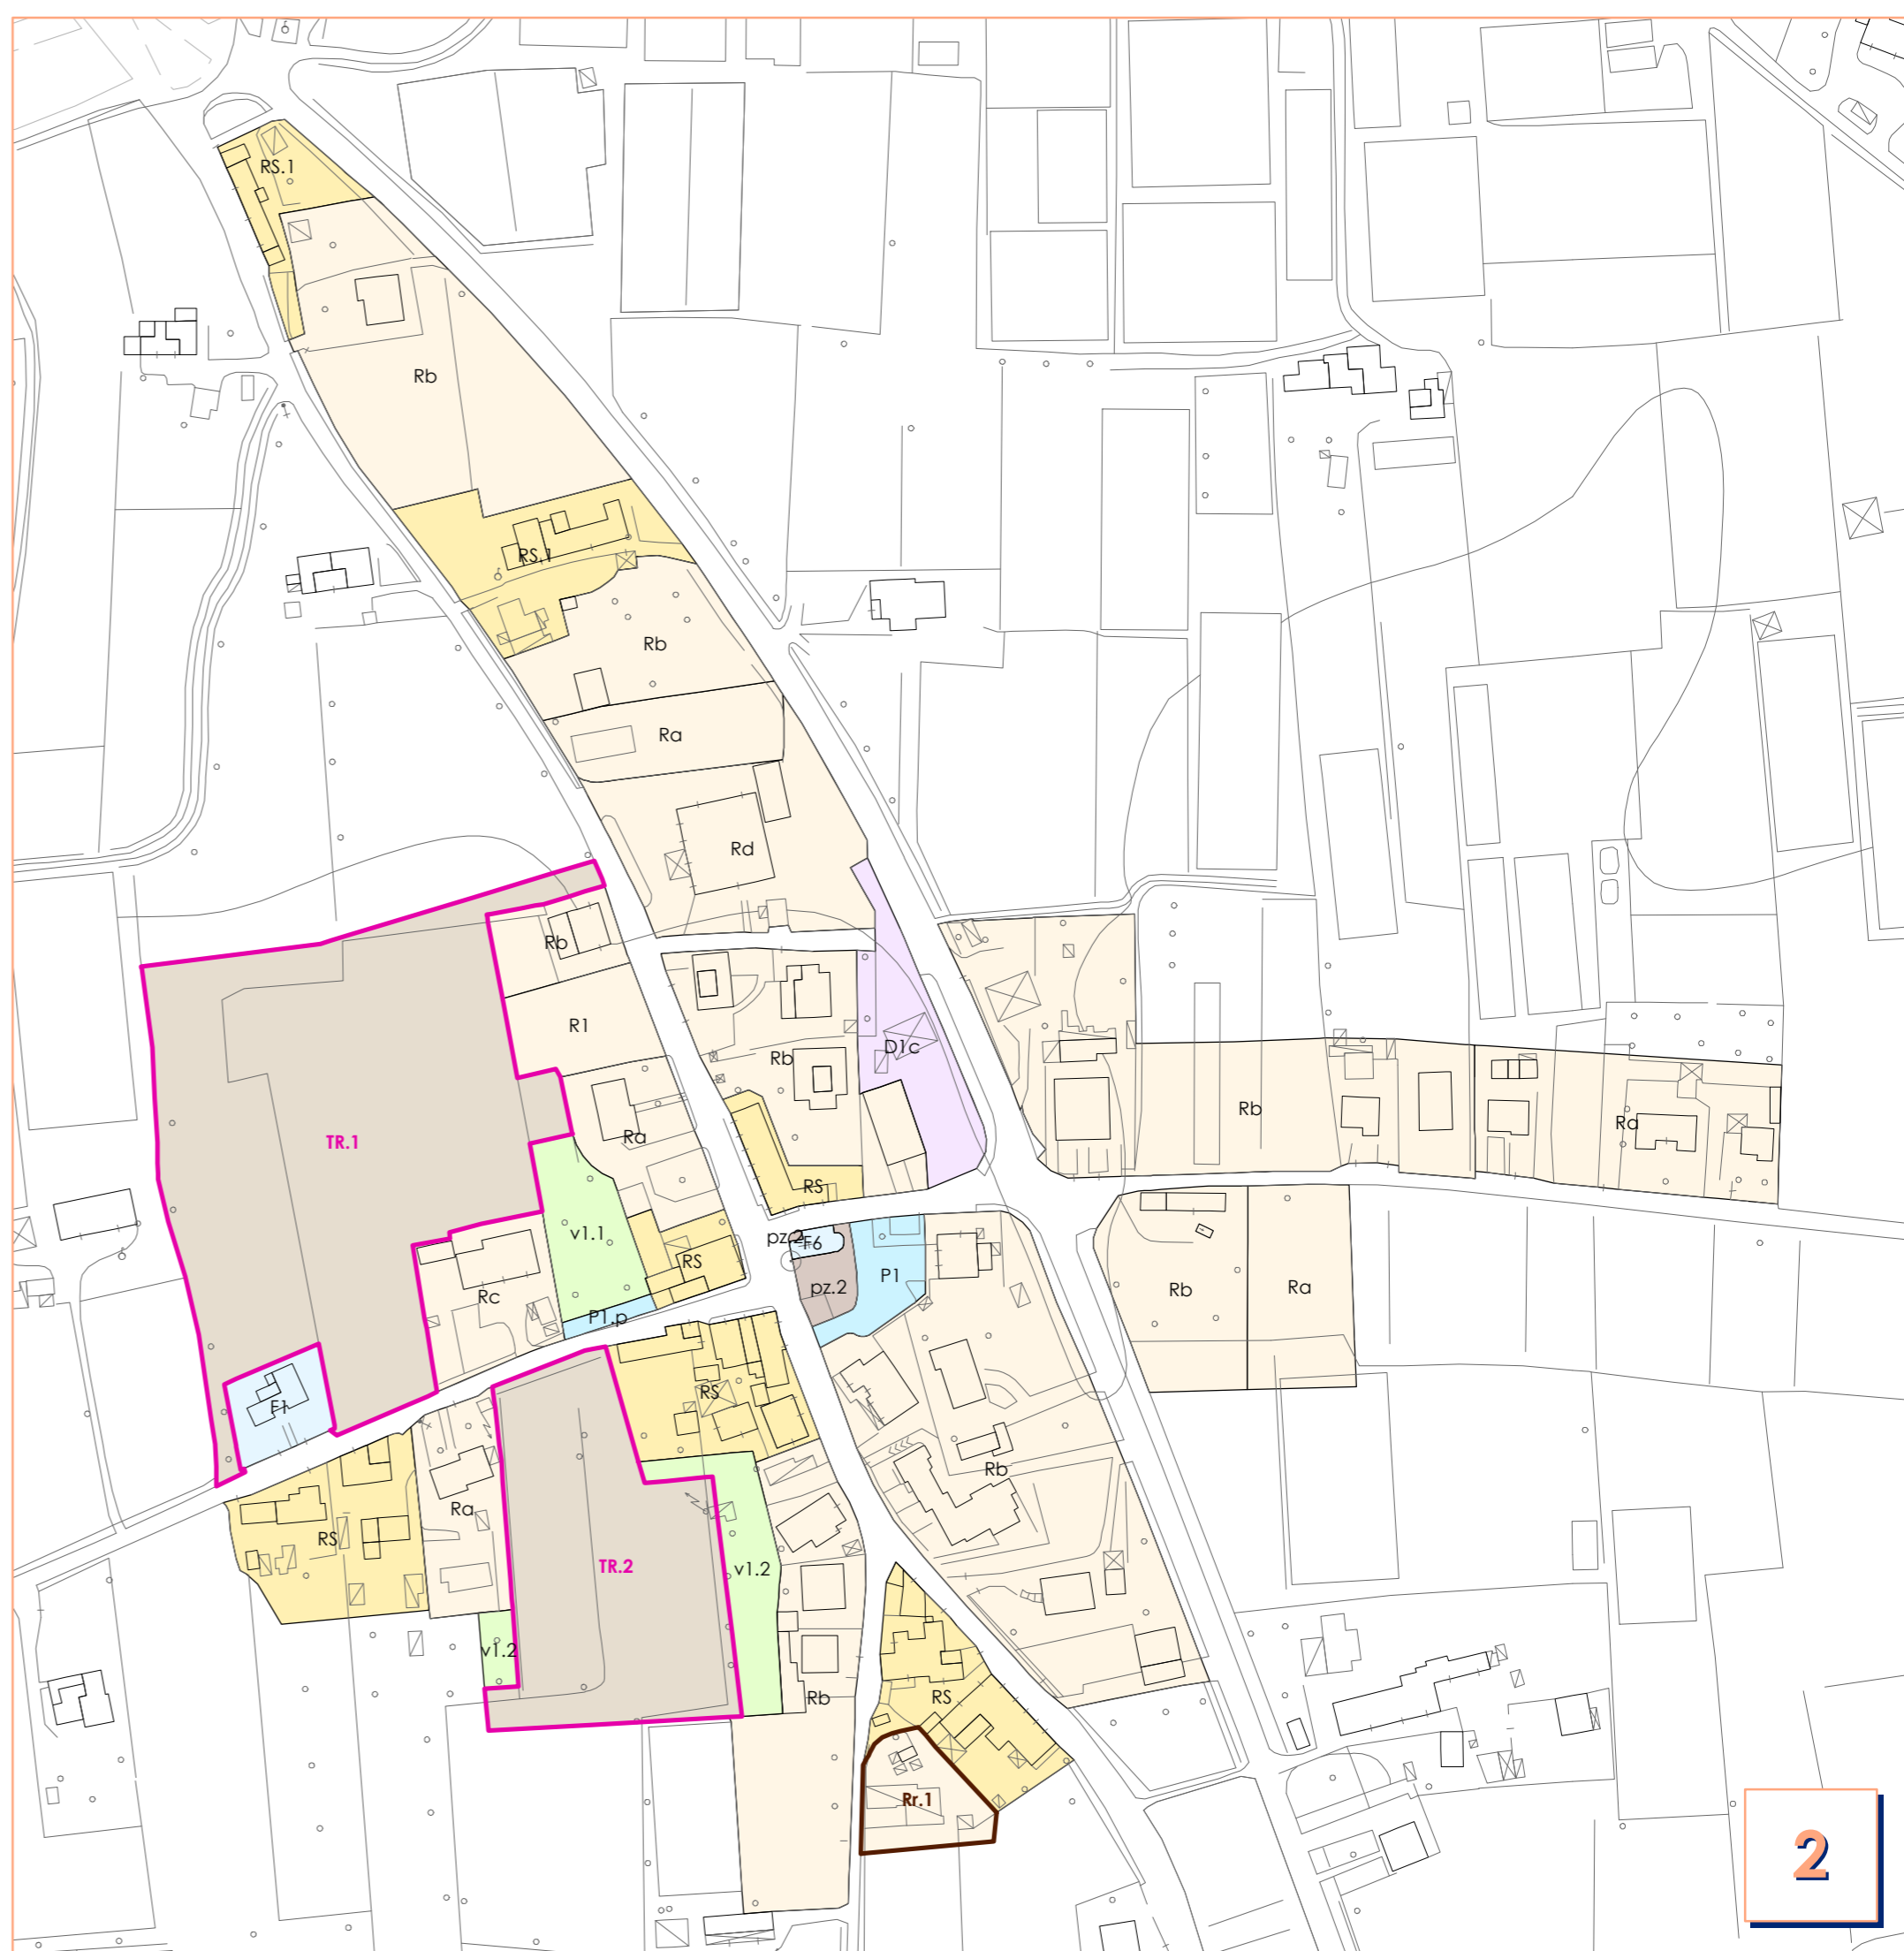 RS.1
Rb
RS.1
Rb
Ra
Rd
Rb
R1
D1c
Rb
Rb
Ra
Ra
TR.1
RS
v1.1
RS
pz.2
F6
P1
pz.2
Rb
Ra
Rc
P1.p
RS
F1
Rb
Ra
RS
TR.2
v1.2
v1.2
Rb
RS
Rr.1
2